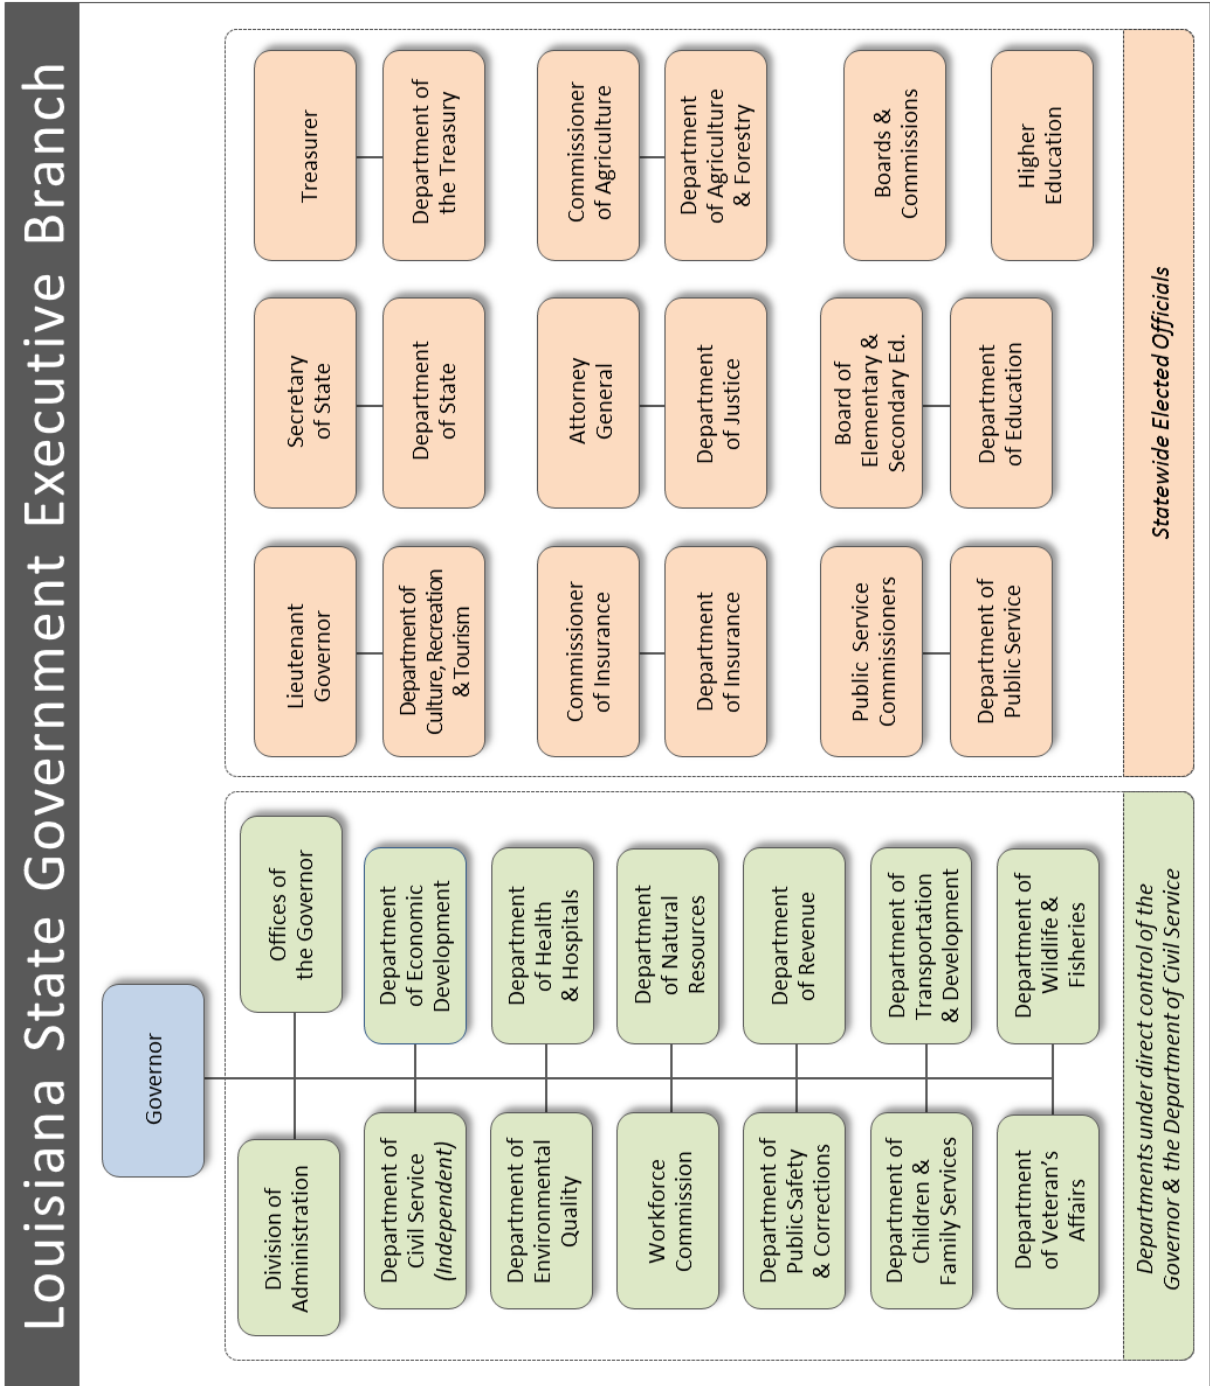 Louisiana State Government Executive Branch
Governor
Division of
Administration
Offices of
the Governor
Department of
Civil Service
(Independent)
Department
of Economic
Development
Department of
Environmental
Quality
Department
of Health
& Hospitals
Workforce
Commission
Department
of Natural
Resources
Department of
Public Safety
& Corrections
Department
of Revenue
Department of
Children &
Family Services
Department of
Transportation
& Development
Department
of Veteran's
Affairs
Department of
Wildlife &
Fisheries
Departments under direct control of the
Governor & the Department of Civil Service
Lieutenant
Governor
Department of
Culture, Recreation
& Tourism
Secretary
of State
Department
of State
Treasurer
Department of
the Treasury
Commissioner
of Insurance
Department
of Insurance
Attorney
General
Department
of Justice
Commissioner
of Agriculture
Department
of Agriculture
& Forestry
Public Service
Commissioners
Department of
Public Service
Board of
Elementary &
Secondary Ed.
Department
of Education
Boards &
Commissions
Higher
Education
Statewide Elected Officials